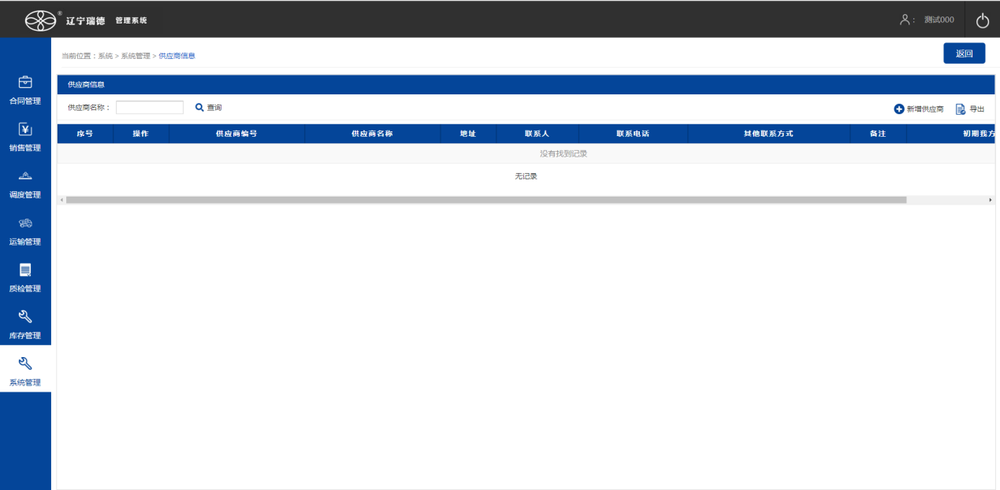 ® 辽宁瑞德 管理系统 : 测试000
当前位置：系统 > 系统管理 > 供应商信息 返回
合同管理
销售管理
调度管理
运输管理
质检管理
库存管理
系统管理
供应商信息
供应商名称： 查询 新增供应商 导出
序号 操作 供应商编号 供应商名称 地址 联系人 联系电话 其他联系方式 备注 初期我方
没有找到记录
无记录